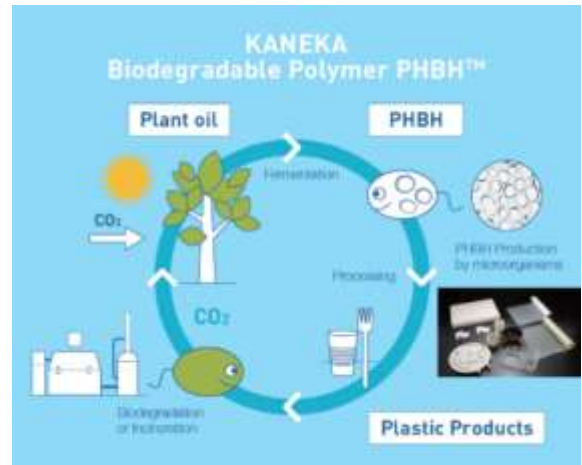 KANEKA
Biodegradable Polymer PHBH™
Plant oil
PHBH
Fermentation
CO₂
PHBH Production
by microorganisms
Processing
CO₂
Biodegradation
or Incineration
Plastic Products